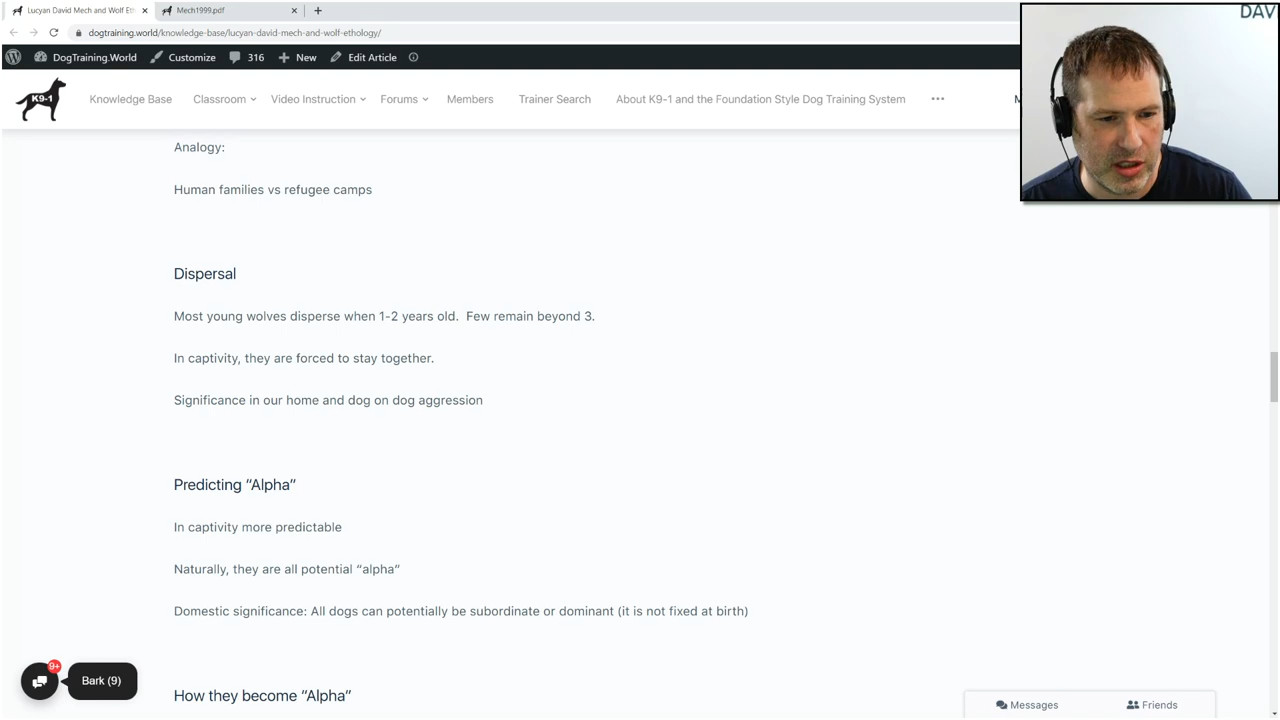 Lucyan David Mech and Wolf Eth
Mech1999.pdf
DAV
dogtraining.world/knowledge-base/lucyan-david-mech-and-wolf-ethology/
DogTraining.World Customize 316 New Edit Article
K9-1
Knowledge Base Classroom Video Instruction Forums Members Trainer Search About K9-1 and the Foundation Style Dog Training System
Analogy:
Human families vs refugee camps
Dispersal
Most young wolves disperse when 1-2 years old. Few remain beyond 3.
In captivity, they are forced to stay together.
Significance in our home and dog on dog aggression
Predicting “Alpha”
In captivity more predictable
Naturally, they are all potential “alpha”
Domestic significance: All dogs can potentially be subordinate or dominant (it is not fixed at birth)
How they become “Alpha”
9+
Bark (9)
Messages Friends